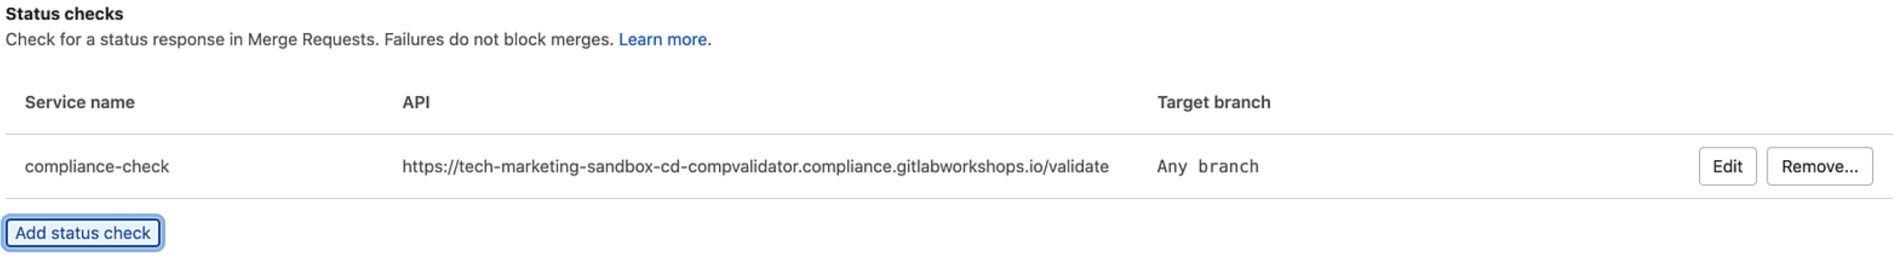 Status checks
Check for a status response in Merge Requests. Failures do not block merges. Learn more.
Service name API Target branch
compliance-check https://tech-marketing-sandbox-cd-compvalidator.compliance.gitlabworkshops.io/validate Any branch Edit Remove...
Add status check